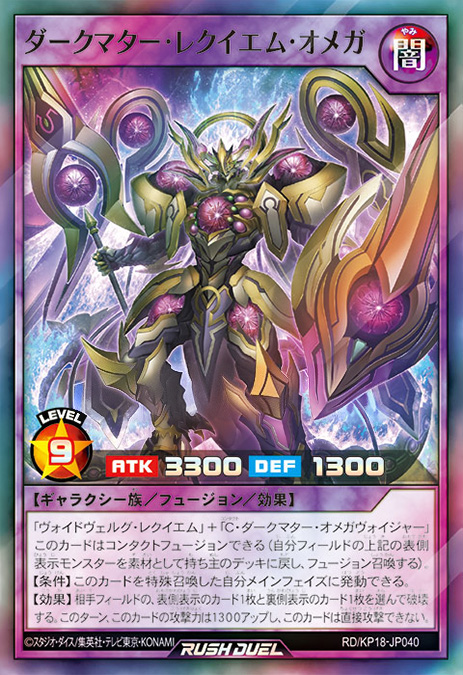 ダークマター・レクイエム・オメガ
やみ
闇
LEVEL
9
ATK 3300 DEF 1300
【ギャラクシー族／フュージョン／効果】
「ヴォイドヴェルグ・レクイエム」+「C・ダークマター・オメガヴォイジャー」
このカードはコンタクトフュージョンできる（自分フィールドの上記の表側
表示モンスターを素材として持ち主のデッキに戻し、フュージョン召喚する）。
【条件】このカードを特殊召喚した自分メインフェイズに発動できる。
【効果】相手フィールドの、表側表示のカード1枚と裏側表示のカード1枚を選んで破壊
する。このターン、このカードの攻撃力は1300アップし、このカードは直接攻撃できない。
©スタジオ・ダイス/集英社・テレビ東京・KONAMI
RUSH DUEL
RD/KP18-JP040